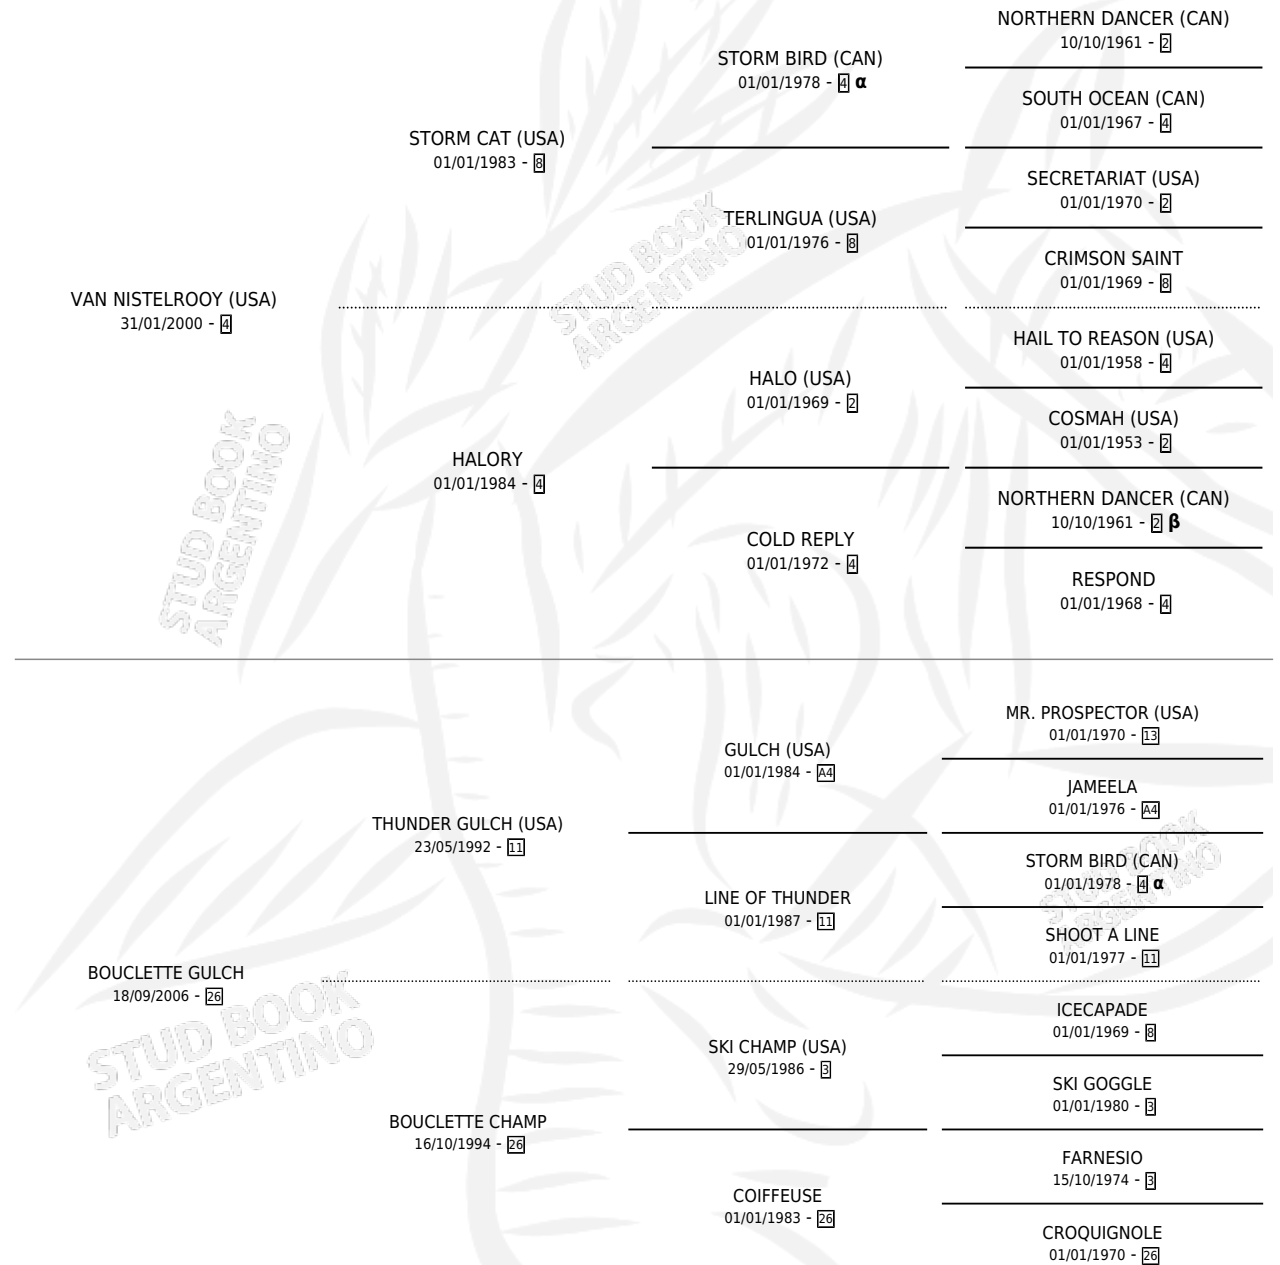 NORTHERN DANCER (CAN)
10/10/1961 - 2
STORM BIRD (CAN)
01/01/1978 - 4 α
SOUTH OCEAN (CAN)
01/01/1967 - 4
STORM CAT (USA)
01/01/1983 - 8
SECRETARIAT (USA)
01/01/1970 - 2
TERLINGUA (USA)
01/01/1976 - 8
CRIMSON SAINT
01/01/1969 - 8
VAN NISTELROOY (USA)
31/01/2000 - 4
HAIL TO REASON (USA)
01/01/1958 - 4
HALO (USA)
01/01/1969 - 2
COSMAH (USA)
01/01/1953 - 2
HALORY
01/01/1984 - 4
NORTHERN DANCER (CAN)
10/10/1961 - 2 β
COLD REPLY
01/01/1972 - 4
RESPOND
01/01/1968 - 4
MR. PROSPECTOR (USA)
01/01/1970 - 13
GULCH (USA)
01/01/1984 - A4
JAMEELA
01/01/1976 - A4
THUNDER GULCH (USA)
23/05/1992 - 11
STORM BIRD (CAN)
01/01/1978 - 4 α
LINE OF THUNDER
01/01/1987 - 11
SHOOT A LINE
01/01/1977 - 11
BOUCLETTE GULCH
18/09/2006 - 26
ICECAPADE
01/01/1969 - 8
SKI CHAMP (USA)
29/05/1986 - 3
SKI GOGGLE
01/01/1980 - 3
BOUCLETTE CHAMP
16/10/1994 - 26
FARNESIO
15/10/1974 - 3
COIFFEUSE
01/01/1983 - 26
CROQUIGNOLE
01/01/1970 - 26
STUD BOOK
ARGENTINO
STUD BOOK
ARGENTINO
STUD BOOK
ARGENTINO
STUD BOOK
ARGENTINO